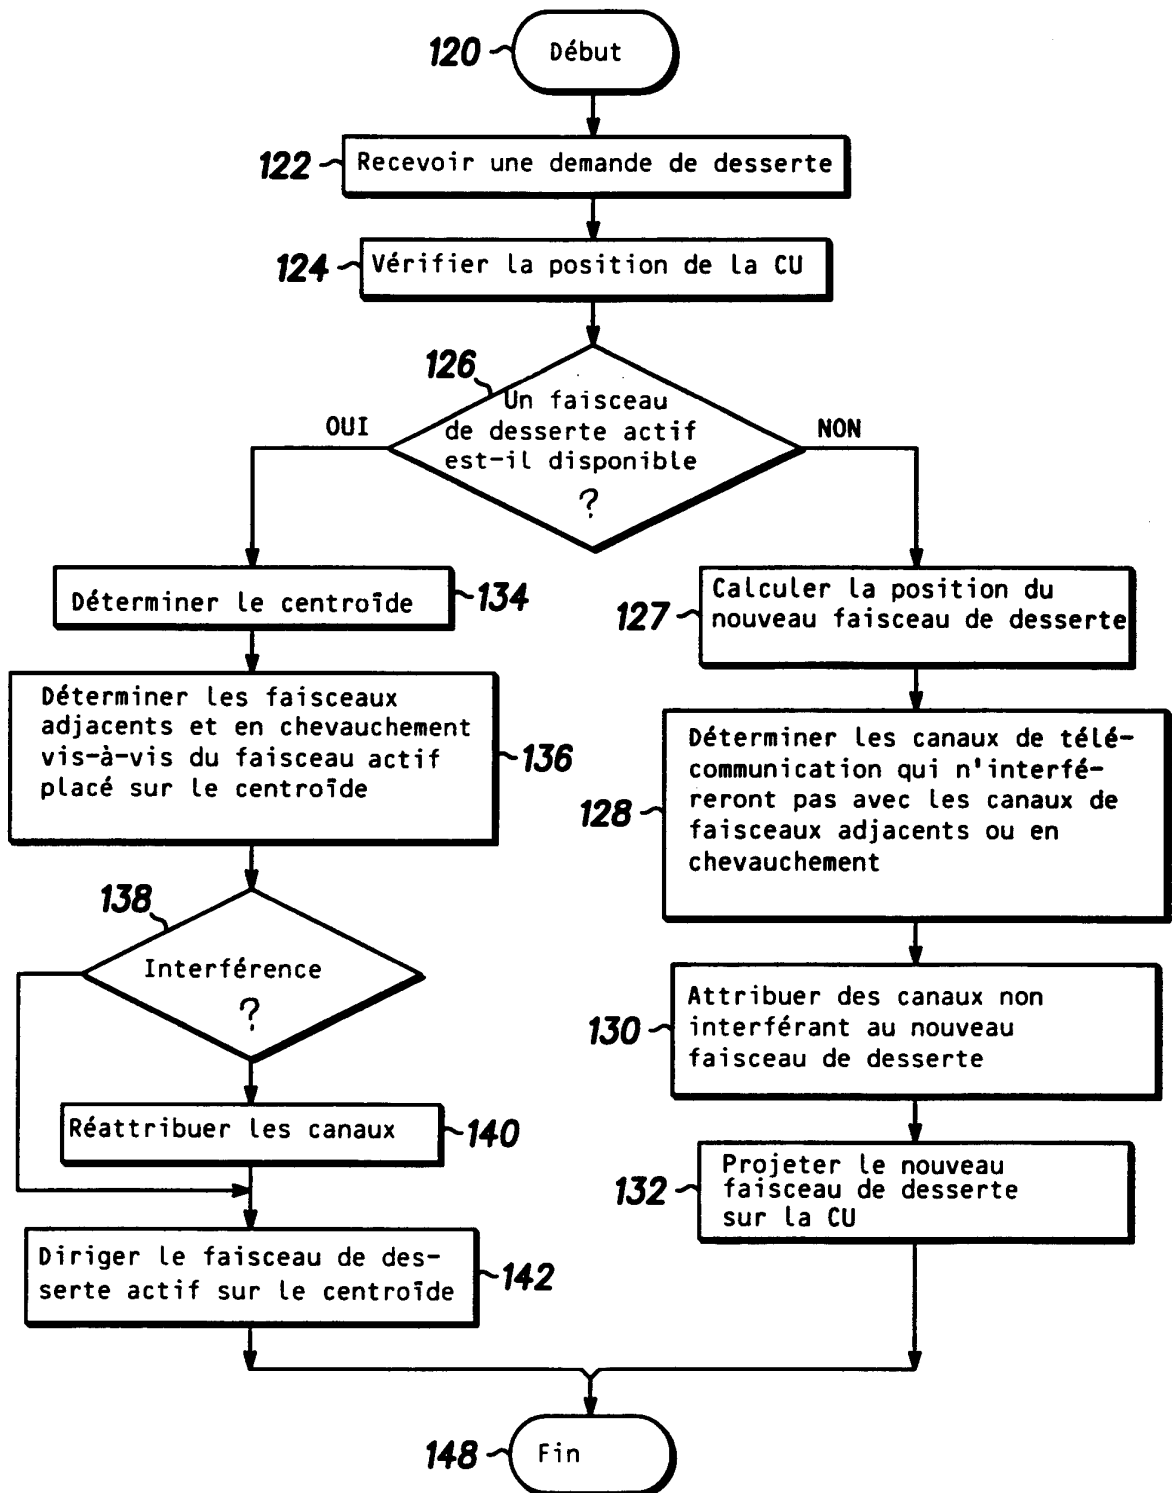 120
Début
122
Recevoir une demande de desserte
124
Vérifier la position de la CU
126
Un faisceau
de desserte actif
est-il disponible
?
OUI
NON
Déterminer le centroïde
134
Déterminer les faisceaux
adjacents et en chevauchement
vis-à-vis du faisceau actif
placé sur le centroïde
136
138
Interférence
?
Réattribuer les canaux
140
Diriger le faisceau de des-
serte actif sur le centroïde
142
127
Calculer la position du
nouveau faisceau de desserte
128
Déterminer les canaux de télé-
communication qui n'interfé-
reront pas avec les canaux de
faisceaux adjacents ou en
chevauchement
130
Attribuer des canaux non
interférant au nouveau
faisceau de desserte
132
Projeter le nouveau
faisceau de desserte
sur la CU
148
Fin